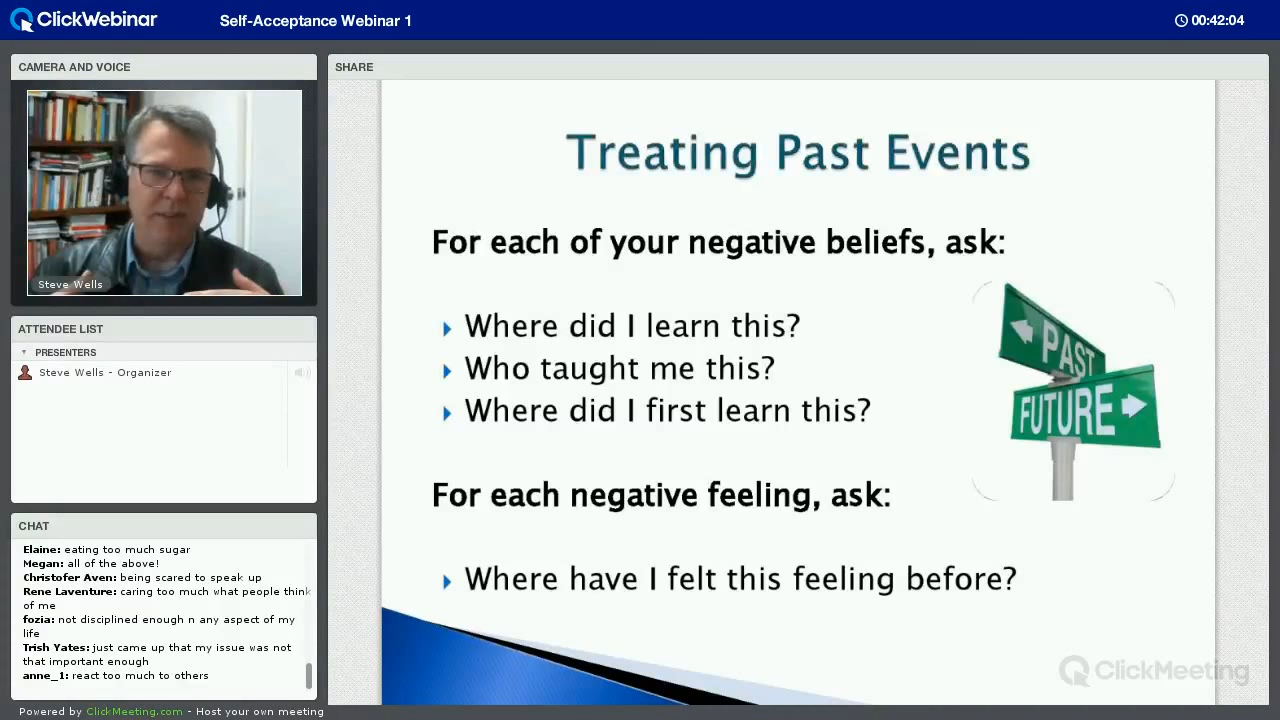 ClickWebinar
Self-Acceptance Webinar 1
00:42:04
CAMERA AND VOICE
Steve Wells
ATTENDEE LIST
PRESENTERS
Steve Wells - Organizer
CHAT
Elaine: eating too much sugar
Megan: all of the above!
Christofer Aven: being scared to speak up
Rene Laventure: caring too much what people think
of me
fozia: not disciplined enough n any aspect of my
life
Trish Yates: just came up that my issue was not
that important enough
anne_1: react too much to others
Powered by ClickMeeting.com - Host your own meeting
SHARE
Treating Past Events
For each of your negative beliefs, ask:
Where did I learn this?
Who taught me this?
Where did I first learn this?
PAST
FUTURE
For each negative feeling, ask:
Where have I felt this feeling before?
ClickMeeting